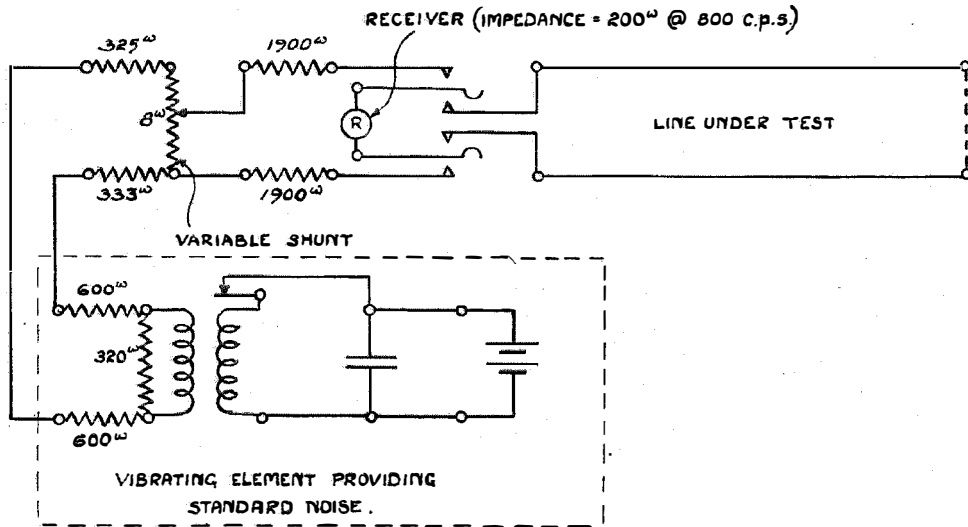 RECEIVER (IMPEDANCE = 200ω @ 800 C.P.S.)
325ω
1900ω
8ω
R
LINE UNDER TEST
333ω
1900ω
VARIABLE SHUNT
600ω
320ω
600ω
VIBRATING ELEMENT PROVIDING
STANDARD NOISE.